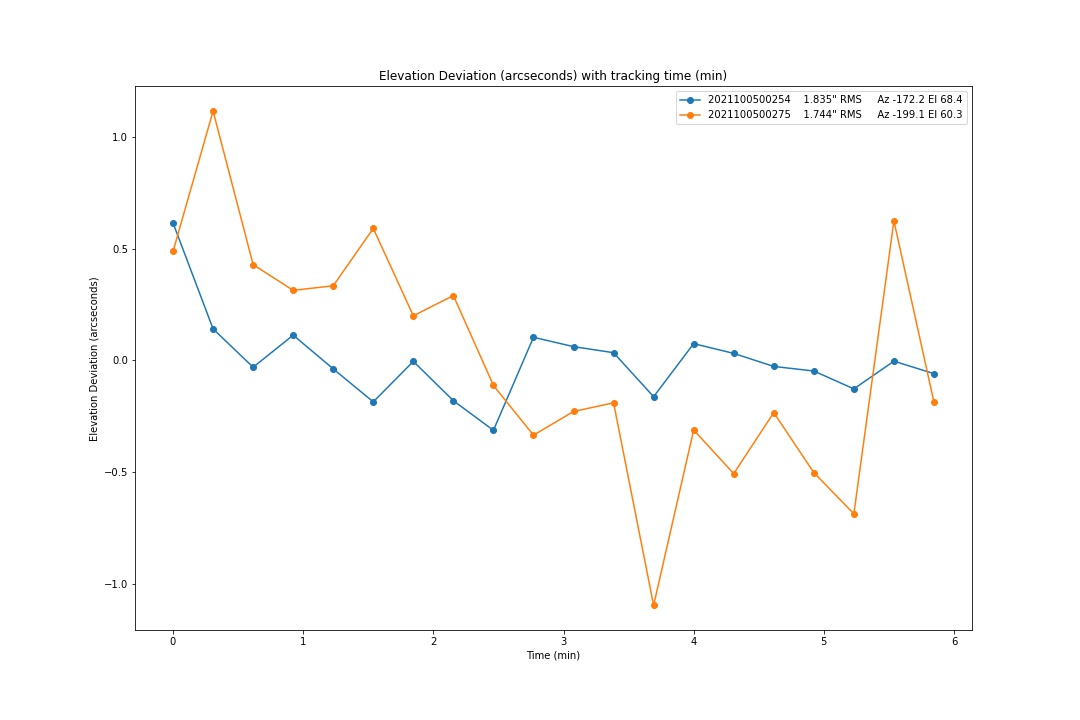 Elevation Deviation (arcseconds) with tracking time (min)
2021100500254 1.835" RMS Az -172.2 El 68.4
2021100500275 1.744" RMS Az -199.1 El 60.3
Elevation Deviation (arcseconds)
1.0
0.5
0.0
−0.5
−1.0
0 1 2 3 4 5 6
Time (min)